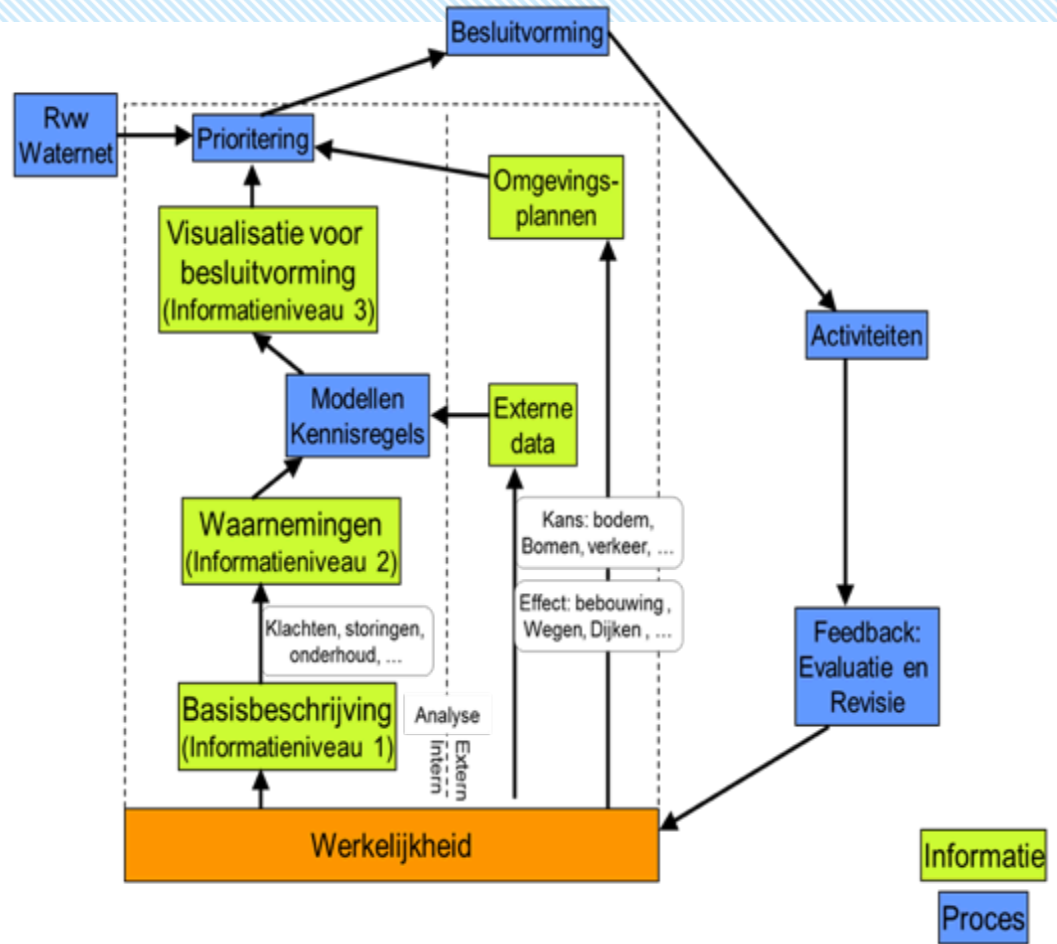 Besluitvorming
Rvw
Waternet
Prioritering
Omgevings-
plannen
Visualisatie voor
besluitvorming
(Informatieniveau 3)
Activiteiten
Modellen
Kennisregels
Externe
data
Waarnemingen
(Informatieniveau 2)
Kans: bodem,
Bomen, verkeer, ...
Effect: bebouwing,
Wegen, Dijken , ...
Klachten, storingen,
onderhoud, ...
Feedback:
Evaluatie en
Revisie
Basisbeschrijving
(Informatieniveau 1)
Analyse
Extern
Intern
Werkelijkheid
Informatie
Proces